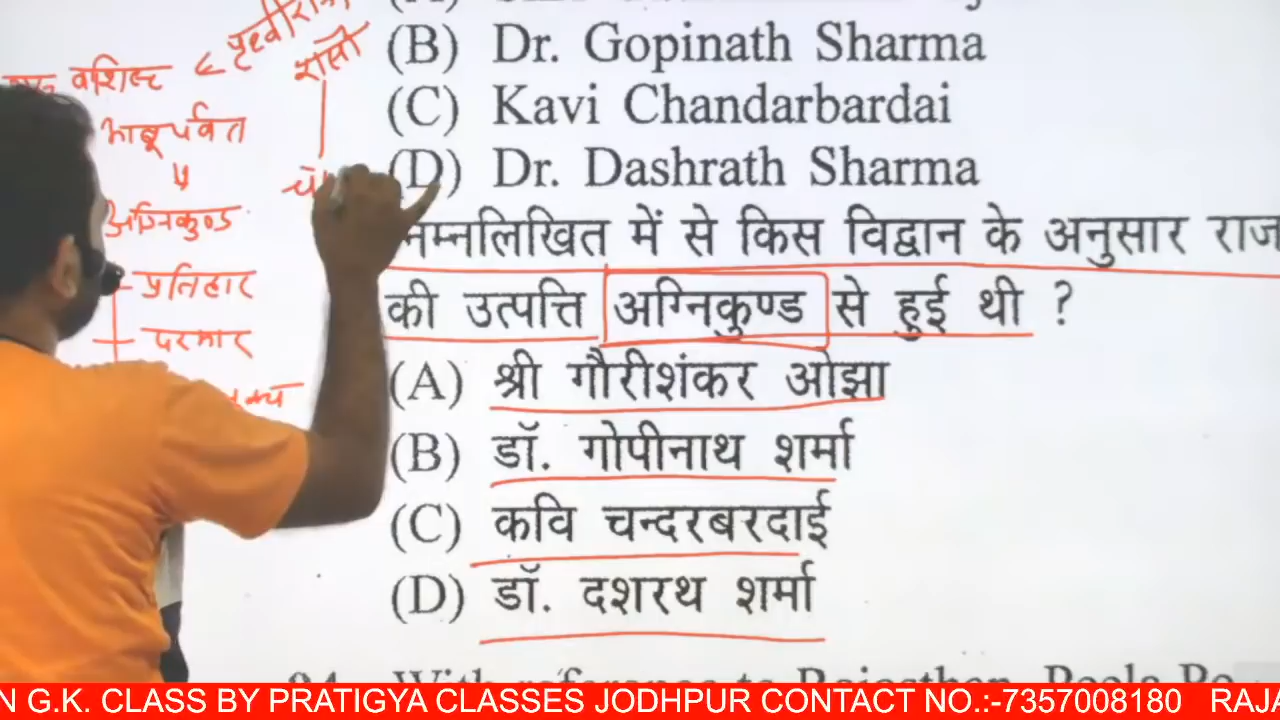 (B) Dr. Gopinath Sharma
(C) Kavi Chandarbardai
(D) Dr. Dashrath Sharma
निम्नलिखित में से किस विद्वान के अनुसार राज
की उत्पत्ति अग्निकुण्ड से हुई थी ?
(A) श्री गौरीशंकर ओझा
(B) डॉ. गोपीनाथ शर्मा
(C) कवि चन्दरबरदाई
(D) डॉ. दशरथ शर्मा
पृथ्वीराज
रासो
वशिष्ठ
आबूपर्वत
अग्निकुण्ड
प्रतिहार
परमार
N G.K. CLASS BY PRATIGYA CLASSES JODHPUR CONTACT NO.:-7357008180 RAJA